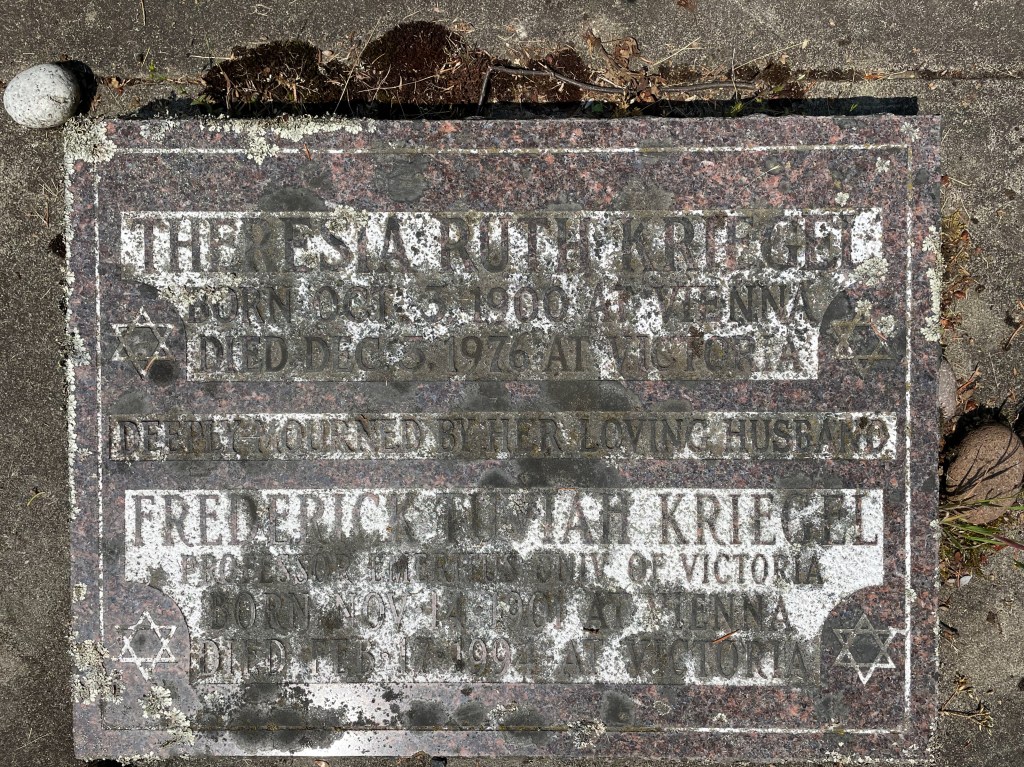 THERESIA RUTH KRIEGEL
BORN OCT. 5, 1900 AT VIENNA
DIED DEC. 3, 1976 AT VICTORIA
DEEPLY MOURNED BY HER LOVING HUSBAND
FREDERICK TUVIAH KRIEGEL
PROFESSOR EMERITUS UNIV. OF VICTORIA
BORN NOV. 14, 1901 AT VIENNA
DIED FEB. 17, 1994 AT VICTORIA